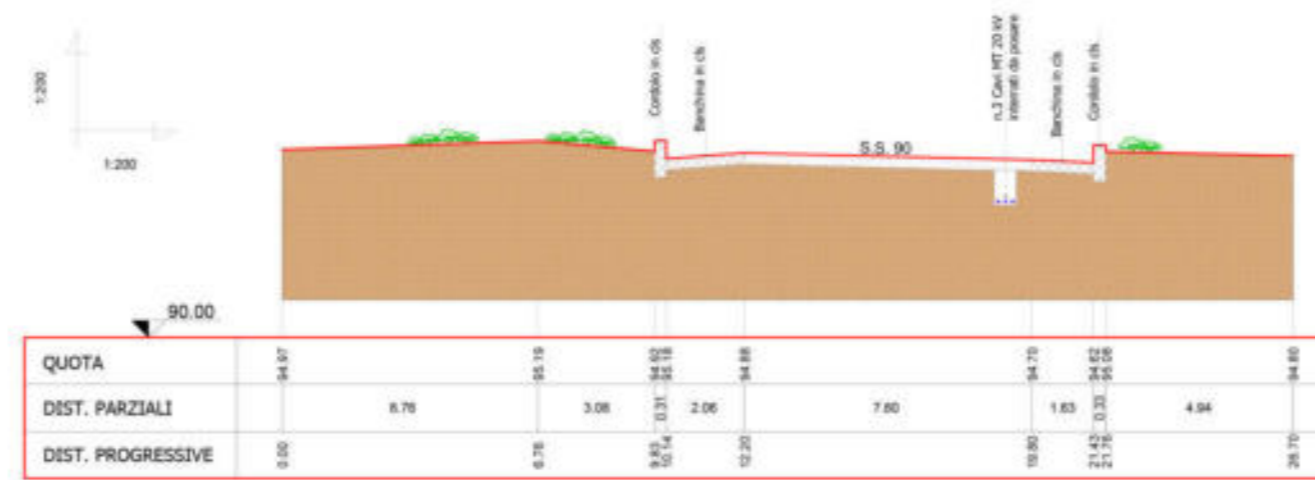 1:200
1:200
Cordolo in cls
Banchina in cls
S.S. 90
n.3 Cavi MT 20 kV
interrati da posare
Banchina in cls
Cordolo in cls
90.00
QUOTA 94.97 95.19 94.92 95.18 94.88 94.70 94.62 95.06
DIST. PARZIALI 6.76 3.08 0.31 2.06 7.60 1.63 0.33 4.94
DIST. PROGRESSIVE 0.00 6.76 9.83 10.14 12.20 19.80 21.43 21.76 26.70